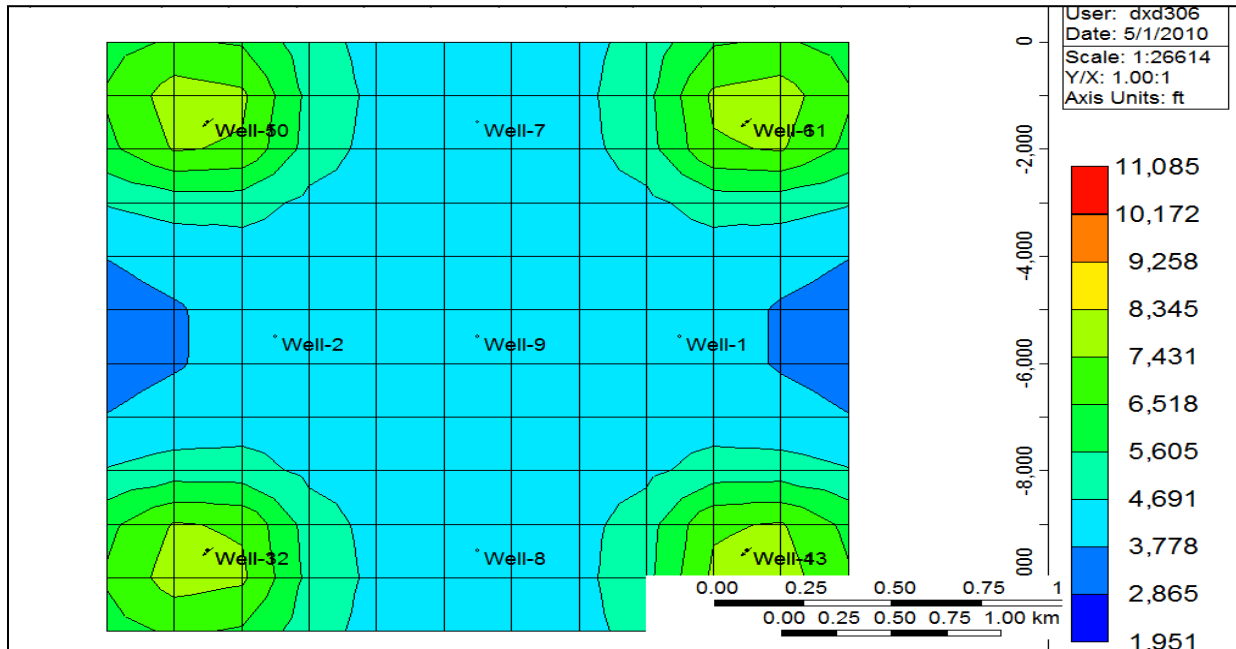 User: dxd306
Date: 5/1/2010
Scale: 1:26614
Y/X: 1.00:1
Axis Units: ft
0
-2,000
-4,000
-6,000
-8,000
000
Well-7
Well-2
Well-9
Well-1
Well-8
11,085
10,172
9,258
8,345
7,431
6,518
5,605
4,691
3,778
2,865
1,951
0.00 0.25 0.50 0.75 1
0.00 0.25 0.50 0.75 1.00 km